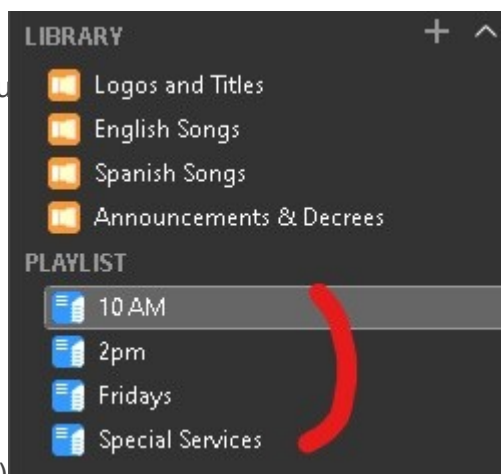 LIBRARY
Logos and Titles
English Songs
Spanish Songs
Announcements & Decrees
PLAYLIST
10 AM
2pm
Fridays
Special Services